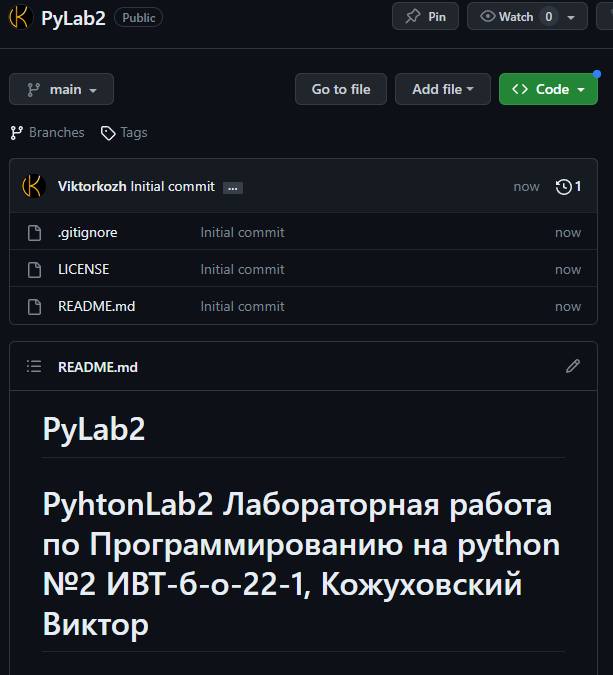 PyLab2 Public Pin Watch 0
main Go to file Add file <> Code
Branches Tags
Viktorkozh Initial commit ... now 1
.gitignore Initial commit now
LICENSE Initial commit now
README.md Initial commit now
README.md
PyLab2
PyhtonLab2 Лабораторная работа
по Программированию на python
№2 ИВТ-б-о-22-1, Кожуховский
Виктор